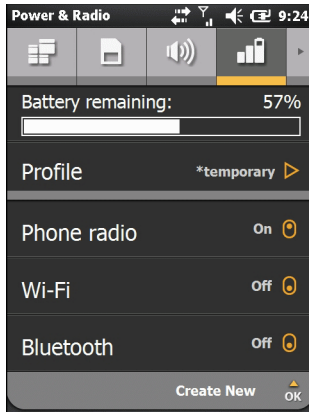 Power & Radio 9:24
Battery remaining: 57%
Profile *temporary
Phone radio On
Wi-Fi Off
Bluetooth Off
Create New OK